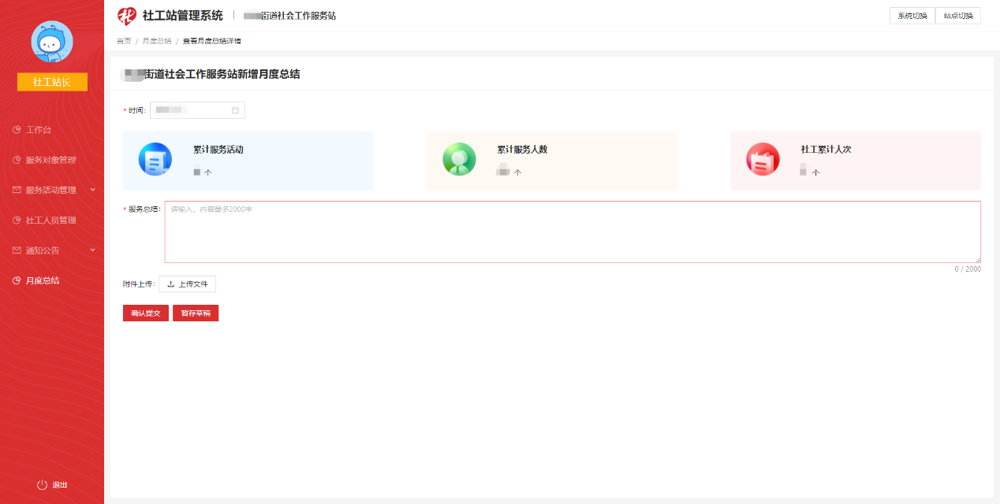 社工站管理系统
街道社会工作服务站
系统切换
站点切换
首页 / 月度总结 / 查看月度总结详情
社工站长
工作台
服务对象管理
服务活动管理
社工人员管理
通知公告
月度总结
退出
街道社会工作服务站新增月度总结
* 时间:
累计服务活动
个
累计服务人数
个
社工累计人次
个
* 服务总结:
请输入，内容最多2000字
0 / 2000
附件上传:
上传文件
确认提交
暂存草稿